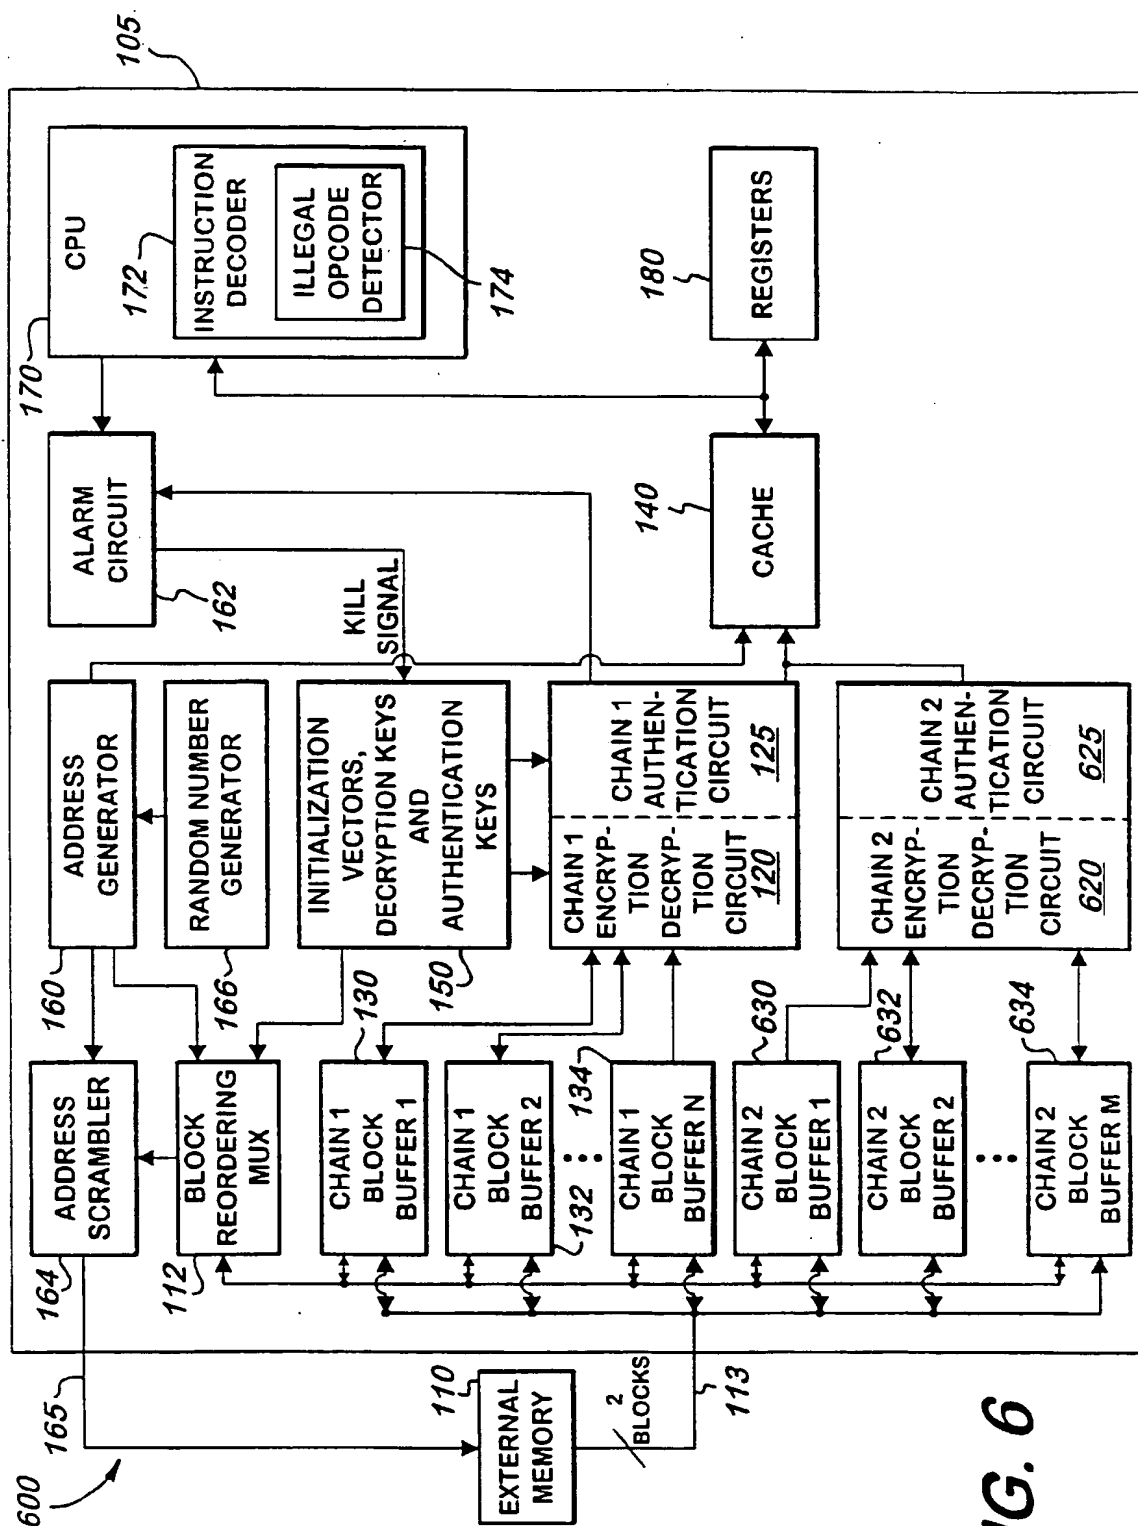 600
165
EXTERNAL
MEMORY
110
2
BLOCKS
113
105
164
ADDRESS
SCRAMBLER
112
BLOCK
REORDERING
MUX
CHAIN 1
BLOCK
BUFFER 1
130
CHAIN 1
BLOCK
BUFFER 2
132
CHAIN 1
BLOCK
BUFFER N
134
CHAIN 2
BLOCK
BUFFER 1
630
CHAIN 2
BLOCK
BUFFER 2
632
CHAIN 2
BLOCK
BUFFER M
634
160
ADDRESS
GENERATOR
166
RANDOM NUMBER
GENERATOR
150
INITIALIZATION
VECTORS,
DECRYPTION KEYS
AND
AUTHENTICATION
KEYS
CHAIN 1
ENCRYP-
TION
DECRYP-
TION
CIRCUIT
120
CHAIN 1
AUTHEN-
TICATION
CIRCUIT
125
CHAIN 2
ENCRYP-
TION
DECRYP-
TION
CIRCUIT
620
CHAIN 2
AUTHEN-
TICATION
CIRCUIT
625
KILL
SIGNAL
ALARM
CIRCUIT
162
140
CACHE
170
CPU
172
INSTRUCTION
DECODER
ILLEGAL
OPCODE
DETECTOR
174
180
REGISTERS
IG. 6